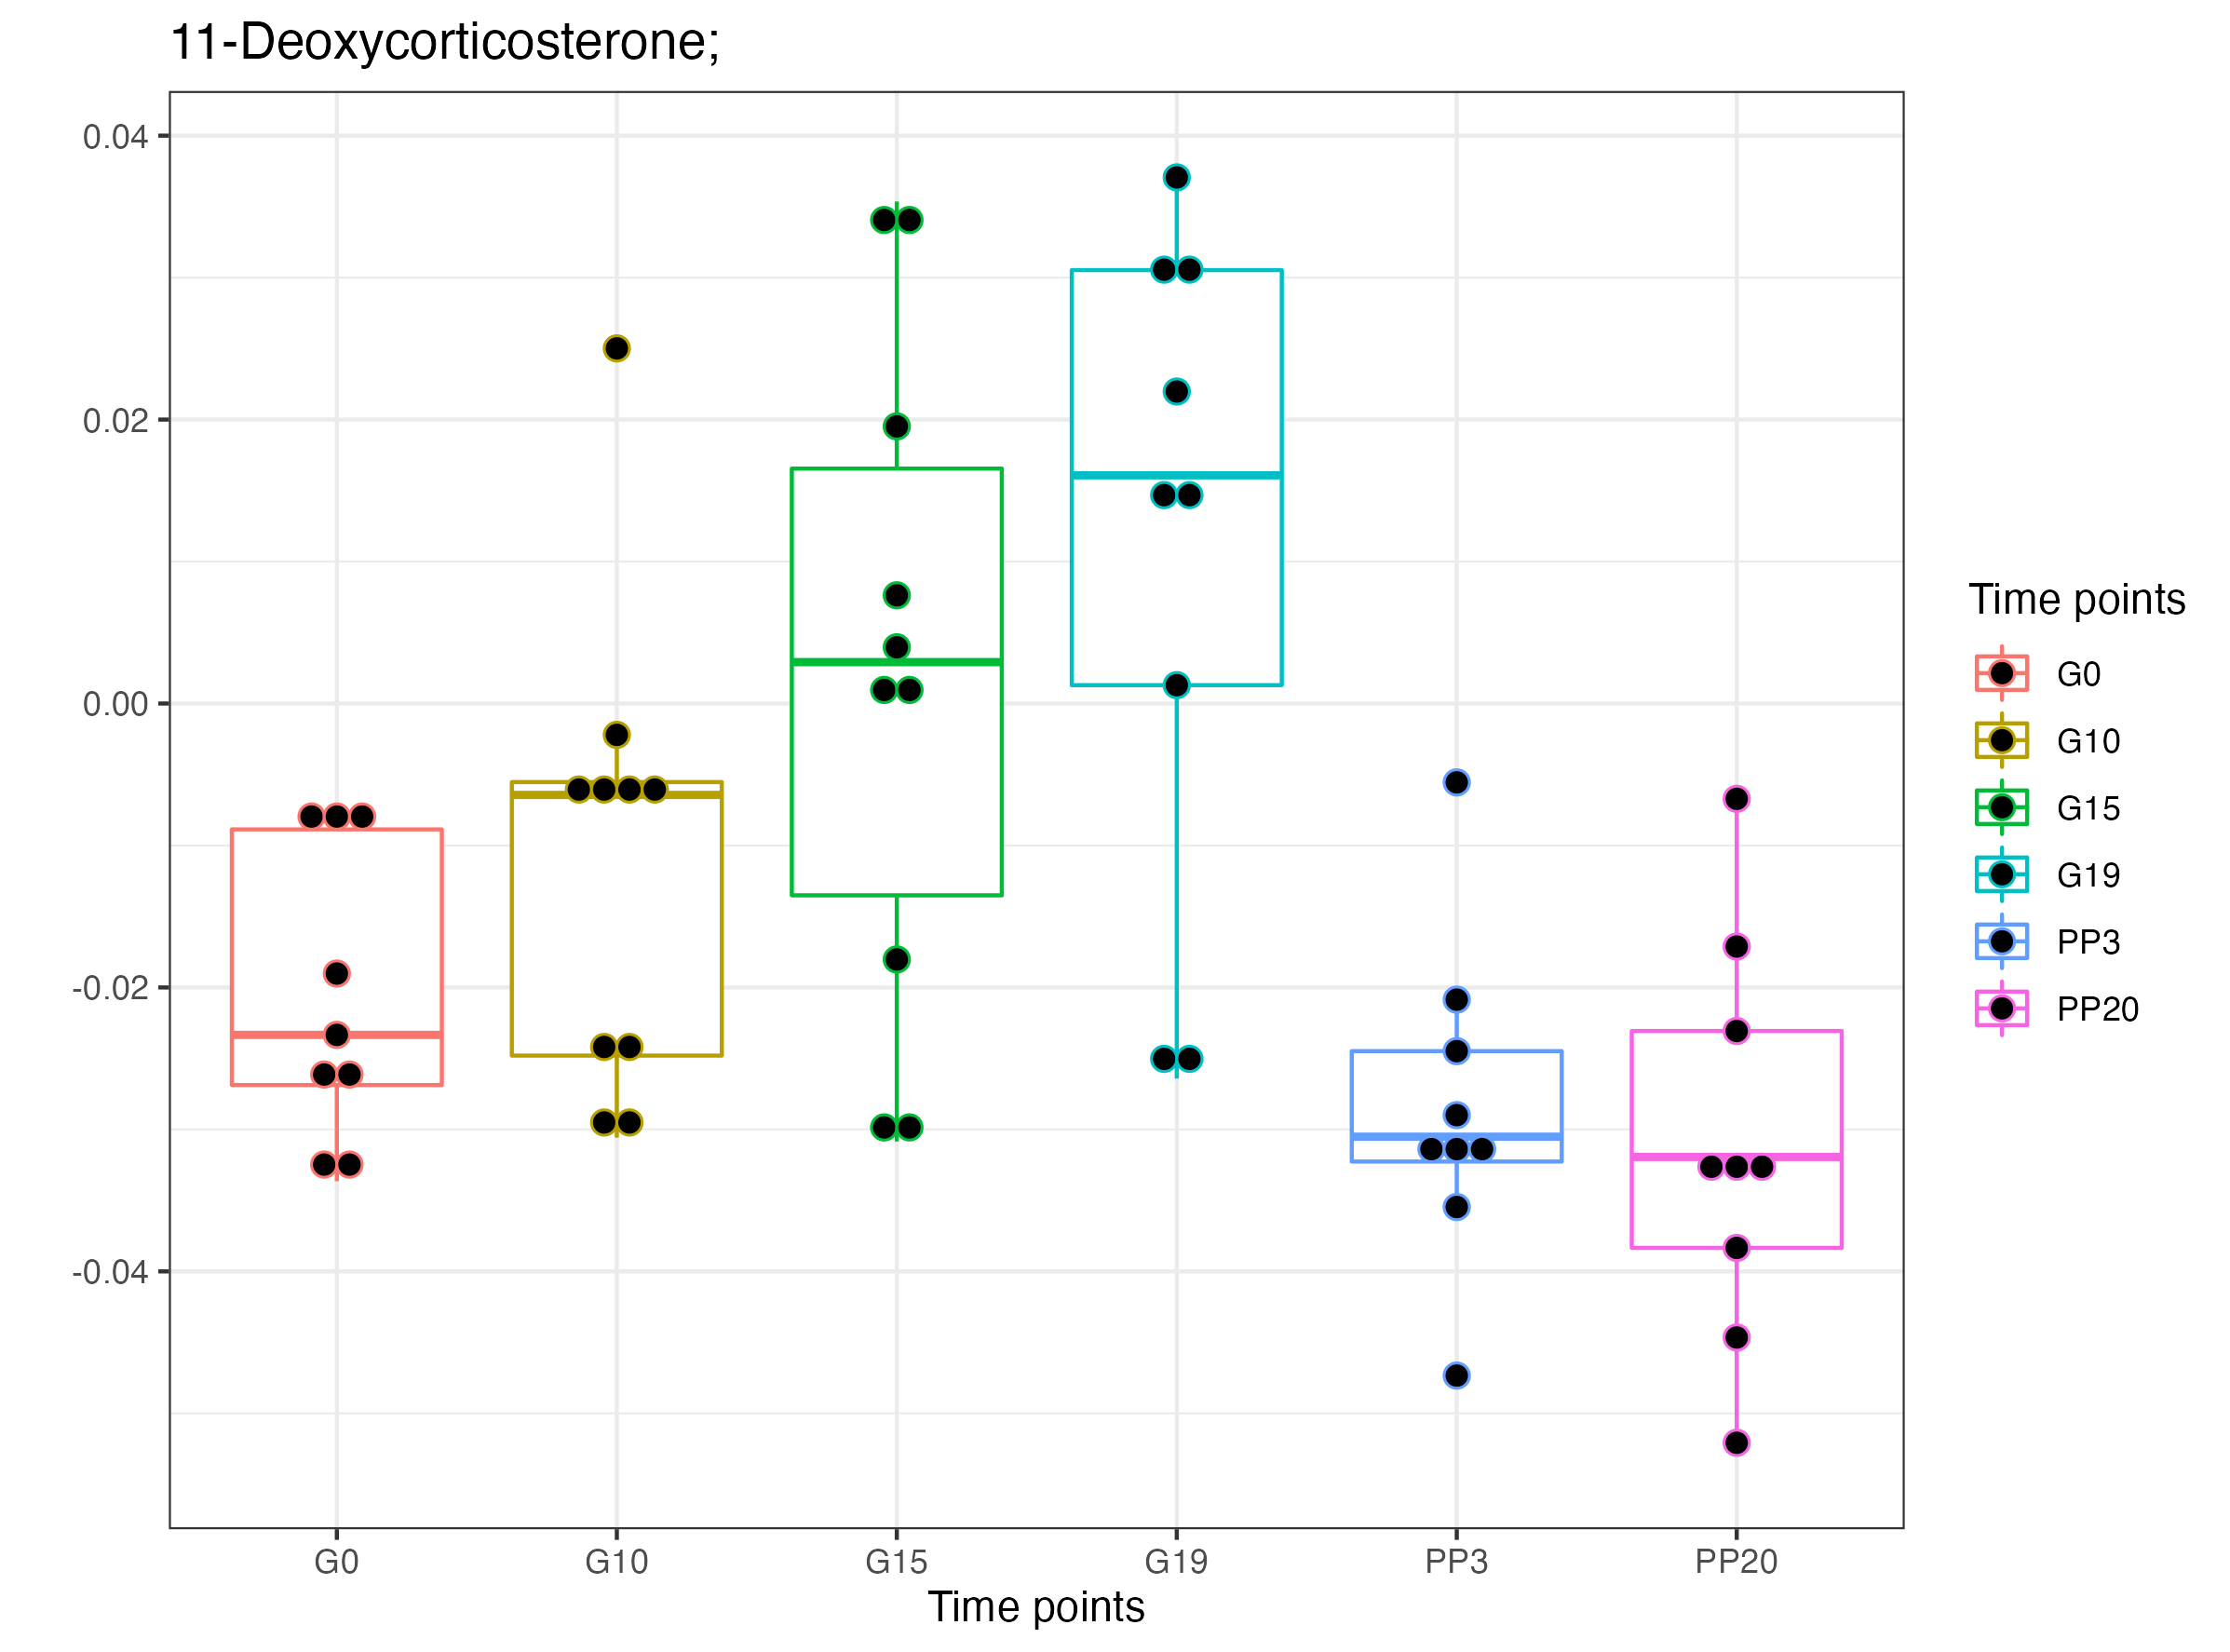 11-Deoxycorticosterone;
0.04
0.02
0.00
-0.02
-0.04
G0 G10 G15 G19 PP3 PP20
Time points
Time points
G0
G10
G15
G19
PP3
PP20